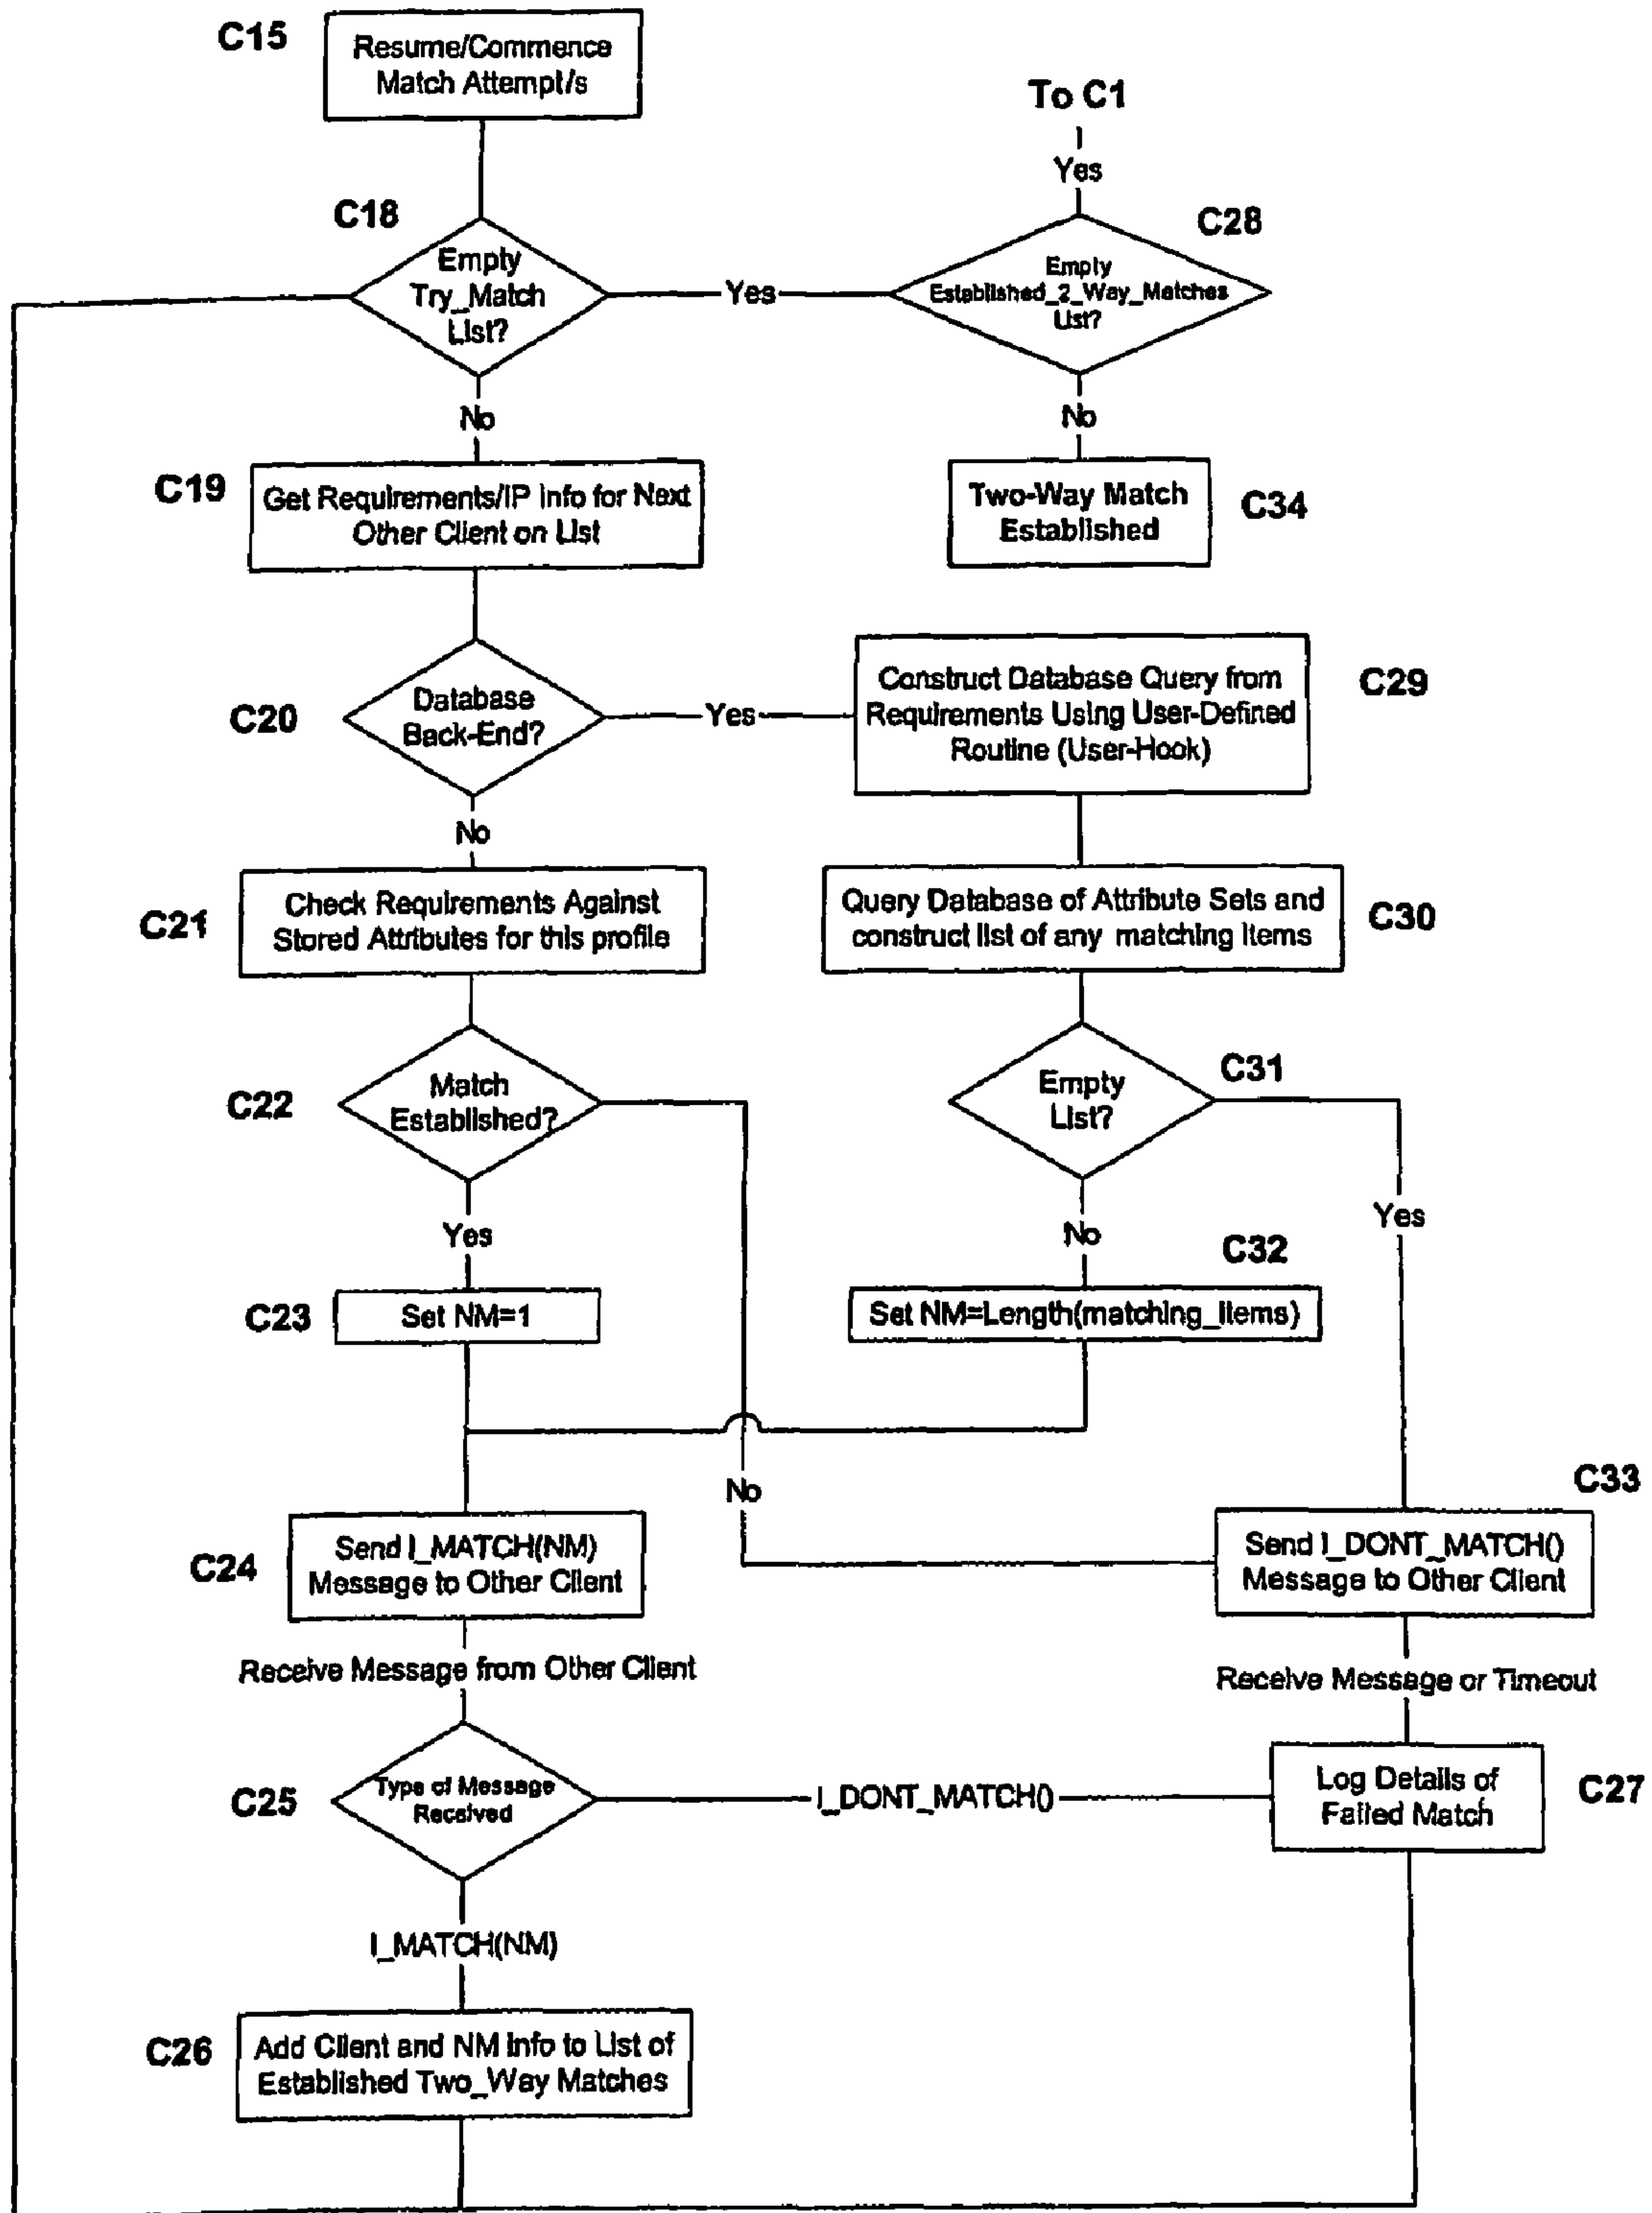 C15
Resume/Commence
Match Attempt/s
To C1
Yes
C18
Empty
Try_Match
List?
Yes
C28
Empty
Established_2_Way_Matches
List?
No
No
C19
Get Requirements/IP Info for Next
Other Client on List
Two-Way Match
Established
C34
C20
Database
Back-End?
Yes
Construct Database Query from
Requirements Using User-Defined
Routine (User-Hook)
C29
No
C21
Check Requirements Against
Stored Attributes for this profile
Query Database of Attribute Sets and
construct list of any matching items
C30
C22
Match
Established?
Empty
List?
C31
Yes
No
Yes
C32
C23
Set NM=1
Set NM=Length(matching_items)
No
C33
C24
Send I_MATCH(NM)
Message to Other Client
Send I_DONT_MATCH()
Message to Other Client
Receive Message from Other Client
Receive Message or Timeout
C25
Type of Message
Received
I_DONT_MATCH()
Log Details of
Failed Match
C27
I_MATCH(NM)
C26
Add Client and NM Info to List of
Established Two_Way Matches